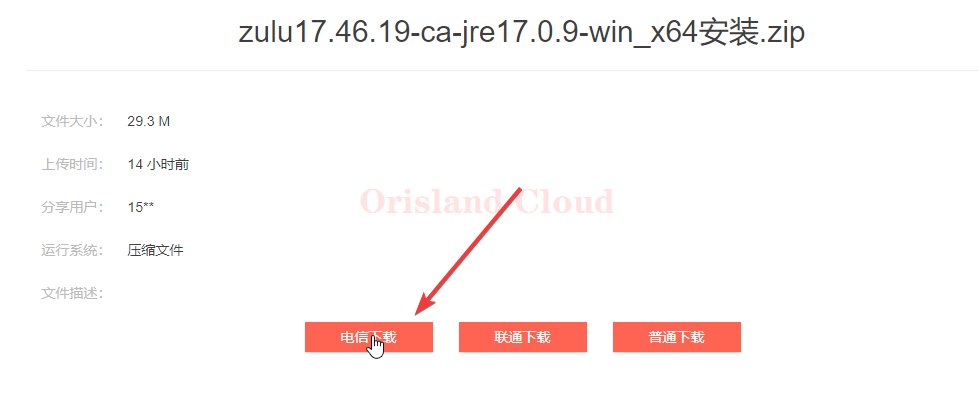 zulu17.46.19-ca-jre17.0.9-win_x64安装.zip
文件大小： 29.3 M
上传时间： 14 小时前
Orisland Cloud
分享用户： 15**
运行系统： 压缩文件
文件描述：
电信下载 联通下载 普通下载